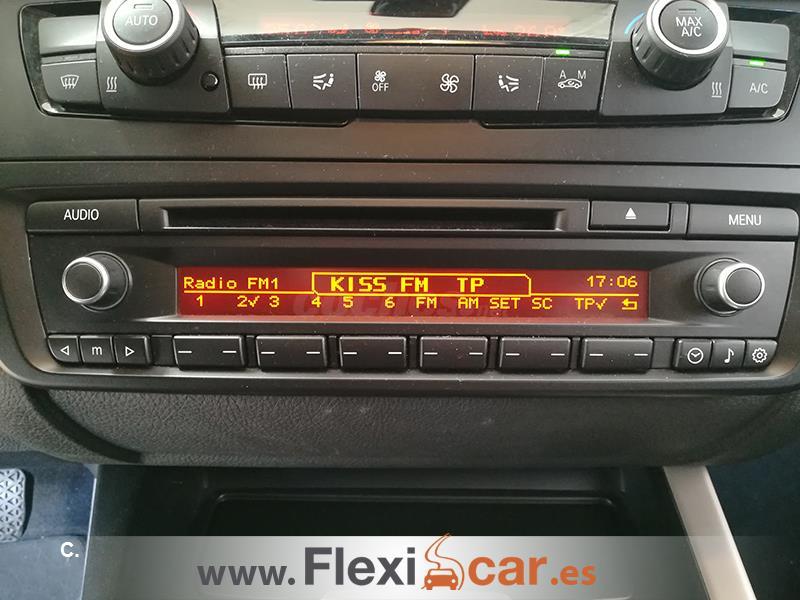 AUTO
MAX A/C
OFF
A M
A/C
AUDIO
MENU
Radio FM1 KISS FM TP 17:06
1 2√ 3 4 5 6 FM AM SET SC TP√
m
C.
www.Flexicar.es